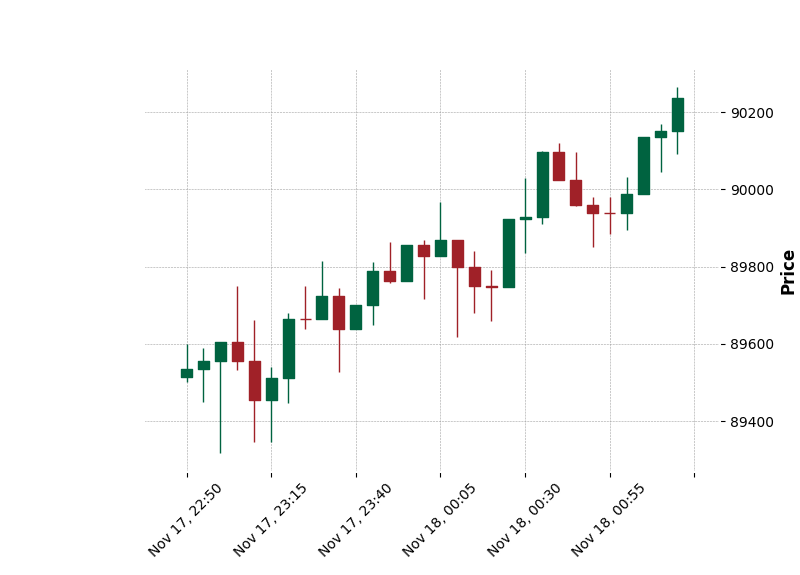 90200
90000
89800
89600
89400
Price
Nov 17, 22:50
Nov 17, 23:15
Nov 17, 23:40
Nov 18, 00:05
Nov 18, 00:30
Nov 18, 00:55